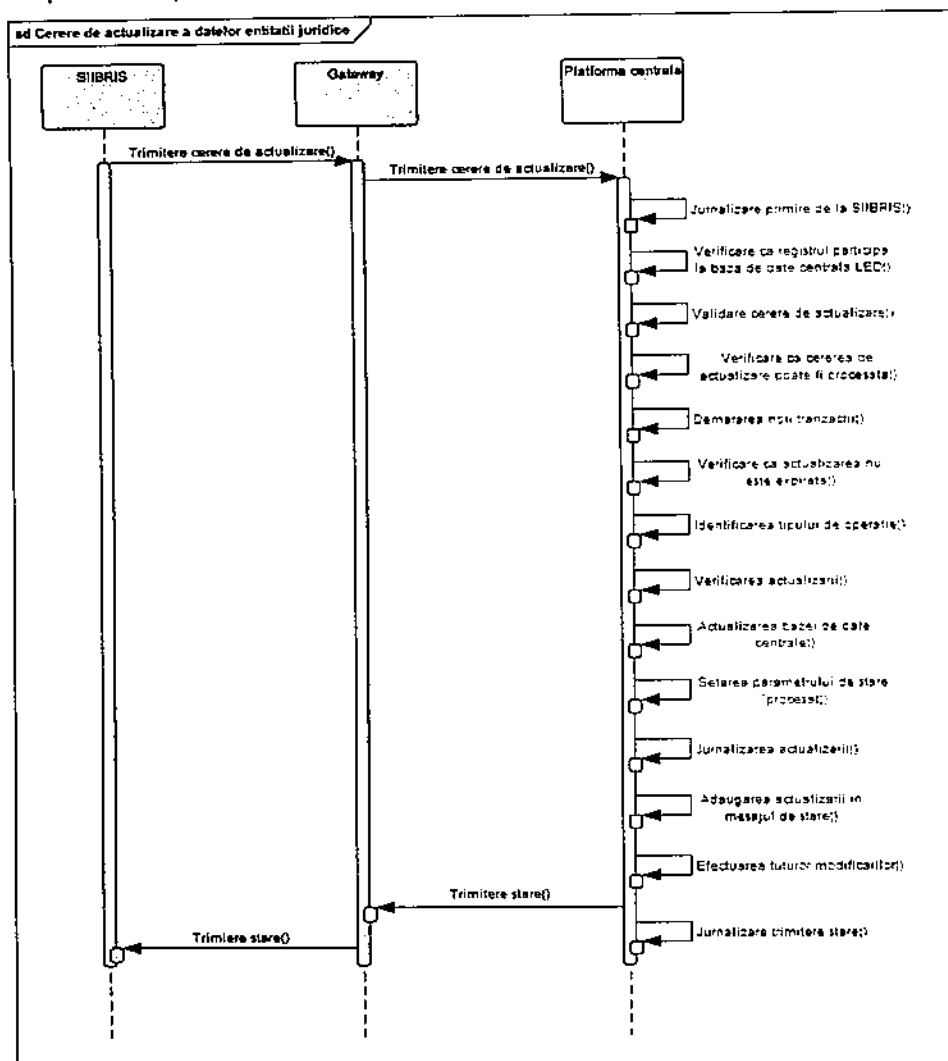 sd Cerere de actualizare a datelor entitatii juridice
SIIBRIS
Gateway
Platforma centrala
Trimitere cerere de actualizare()
Trimitere cerere de actualizare()
Jurnalizare primire de la SIIBRIS()
Verificare ca registrul participa
la baza de date centrala LED()
Validare cerere de actualizare()
Verificare ca cererea de
actualizare poate fi procesata()
Demararea noii tranzactii()
Verificare ca actualizarea nu
este expirata()
Identificarea tipului de operatie()
Verificarea actualizarii()
Actualizarea bazei de date
centrale()
Setarea parametrului de stare
procesat()
Jurnalizarea actualizarii()
Adaugarea actualizarii in
mesajul de stare()
Efectuarea tuturor modificarilor()
Trimitere stare()
Jurnalizare trimitere stare()
Trimiere stare()